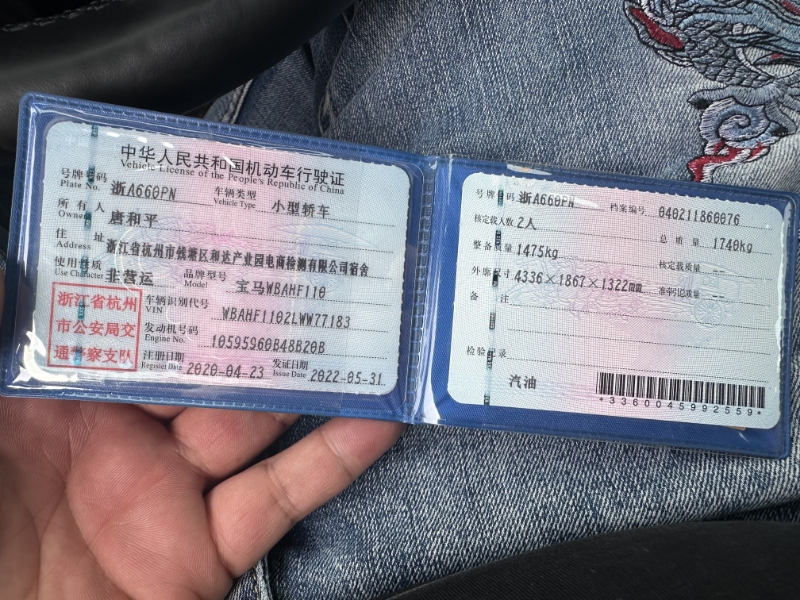 中华人民共和国机动车行驶证
Vehicle License of the People's Republic of China
号牌号码 浙A660PN 车辆类型 小型轿车
Plate No. Vehicle Type
所有人 唐和平
Owner
住址 浙江省杭州市钱塘区和达产业园电商检测有限公司宿舍
Address
使用性质 非营运 品牌型号 宝马WBAHF110
Use Character Model
浙江省杭州
市公安局交
通警察支队
车辆识别代号 WBAHF1102LWW77183
VIN
发动机号码 10595960B48B20B
Engine No.
注册日期 2020-04-23 发证日期 2022-05-31
Register Date Issue Date
号牌号码 浙A660PN 档案编号 040211860076
核定载人数 2人 总质量 1740kg
整备质量 1475kg 核定载质量 --
外廓尺寸 4336×1867×1322 准牵引总质量 --
备注
检验记录
汽油
*3360045992559*